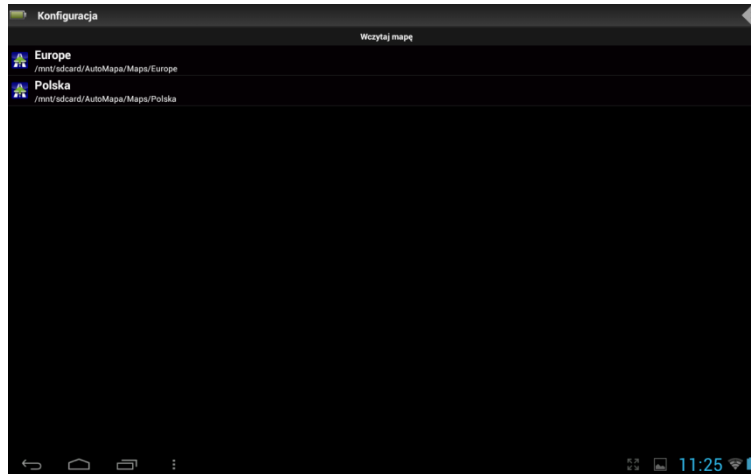 Konfiguracja
Wczytaj mapę
Europe
/mnt/sdcard/AutoMapa/Maps/Europe
Polska
/mnt/sdcard/AutoMapa/Maps/Polska
11:25